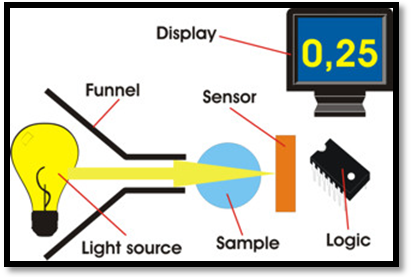 Display
0,25
Funnel
Sensor
Light source
Sample
Logic